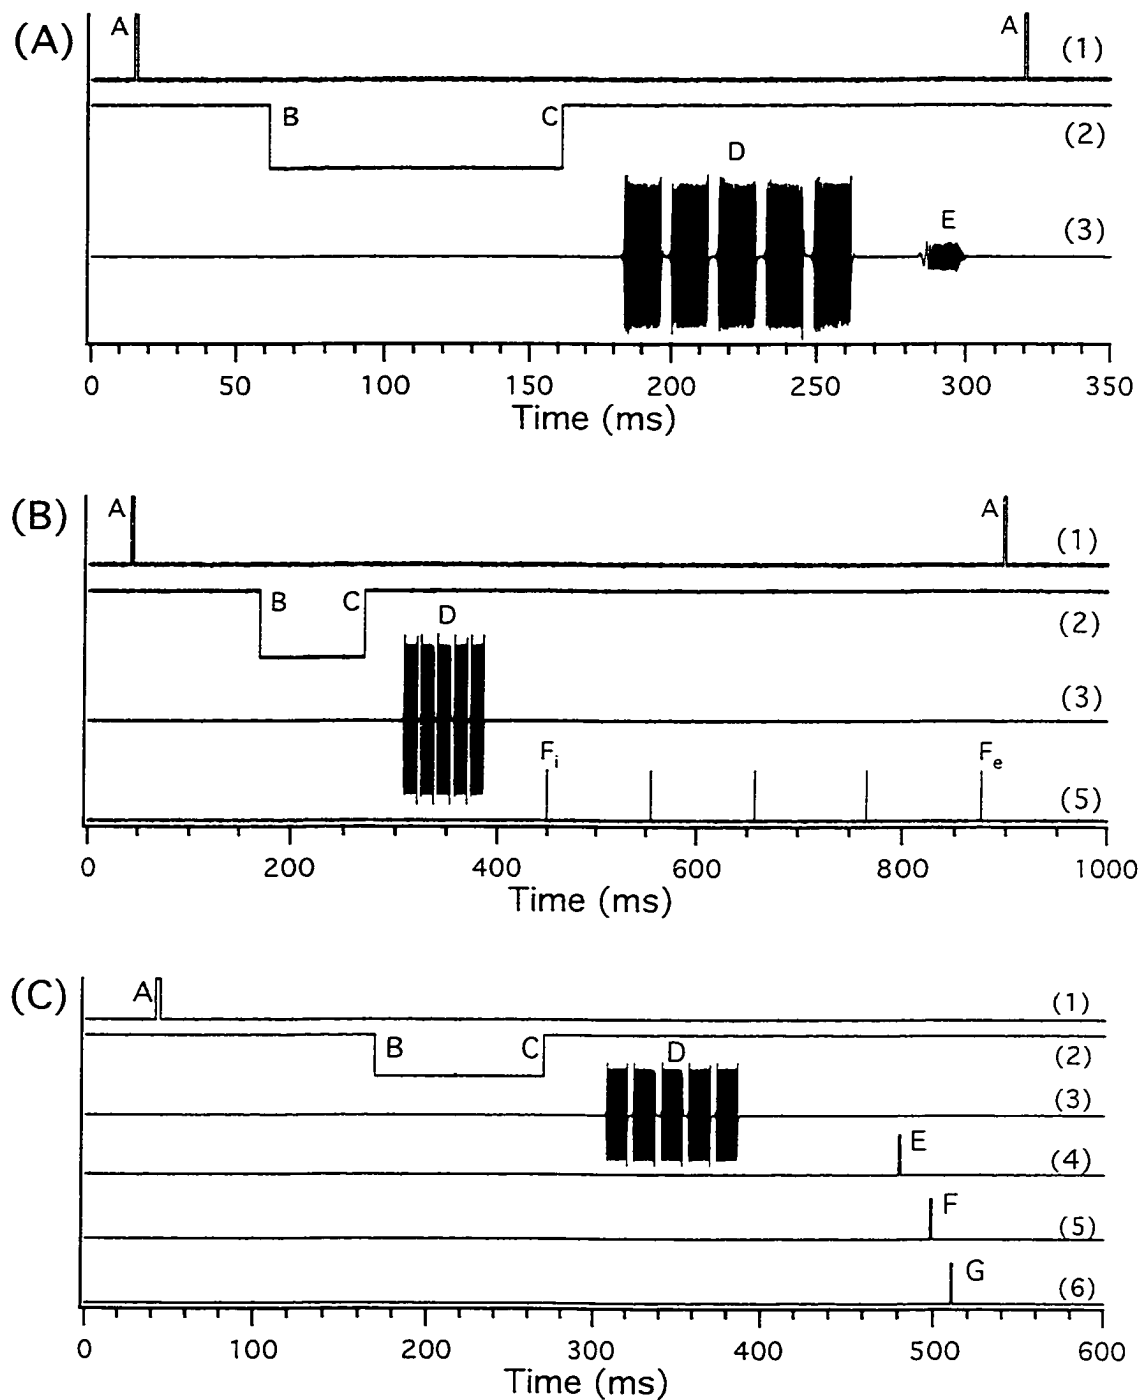 (A)
A
A
(1)
B
C
(2)
D
E
(3)
0 50 100 150 200 250 300 350
Time (ms)
(B)
A
A
(1)
B
C
D
(2)
(3)
Fi
Fe
(5)
0 200 400 600 800 1000
Time (ms)
(C)
A
(1)
B
C
D
(2)
(3)
E
(4)
F
(5)
G
(6)
0 100 200 300 400 500 600
Time (ms)